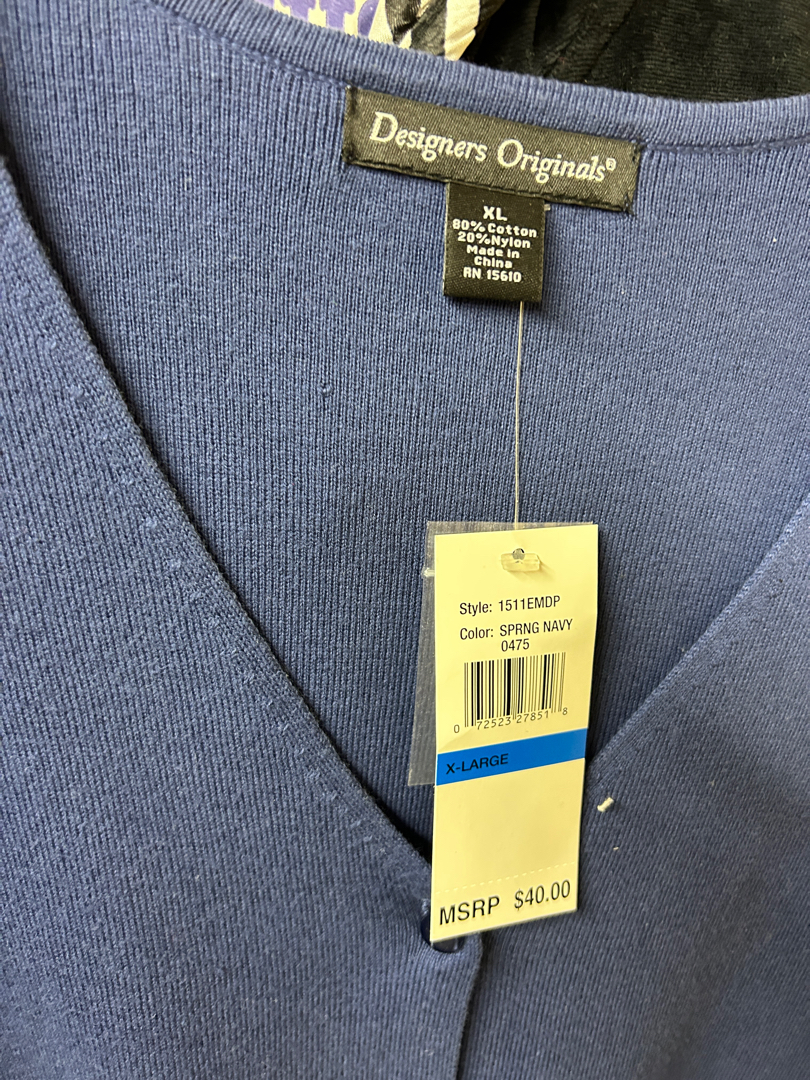 Designers Originals®
XL
80% Cotton
20% Nylon
Made in
China
RN 15610
Style: 1511EMDP
Color: SPRNG NAVY
0475
0 72523 27851 8
X-LARGE
MSRP $40.00